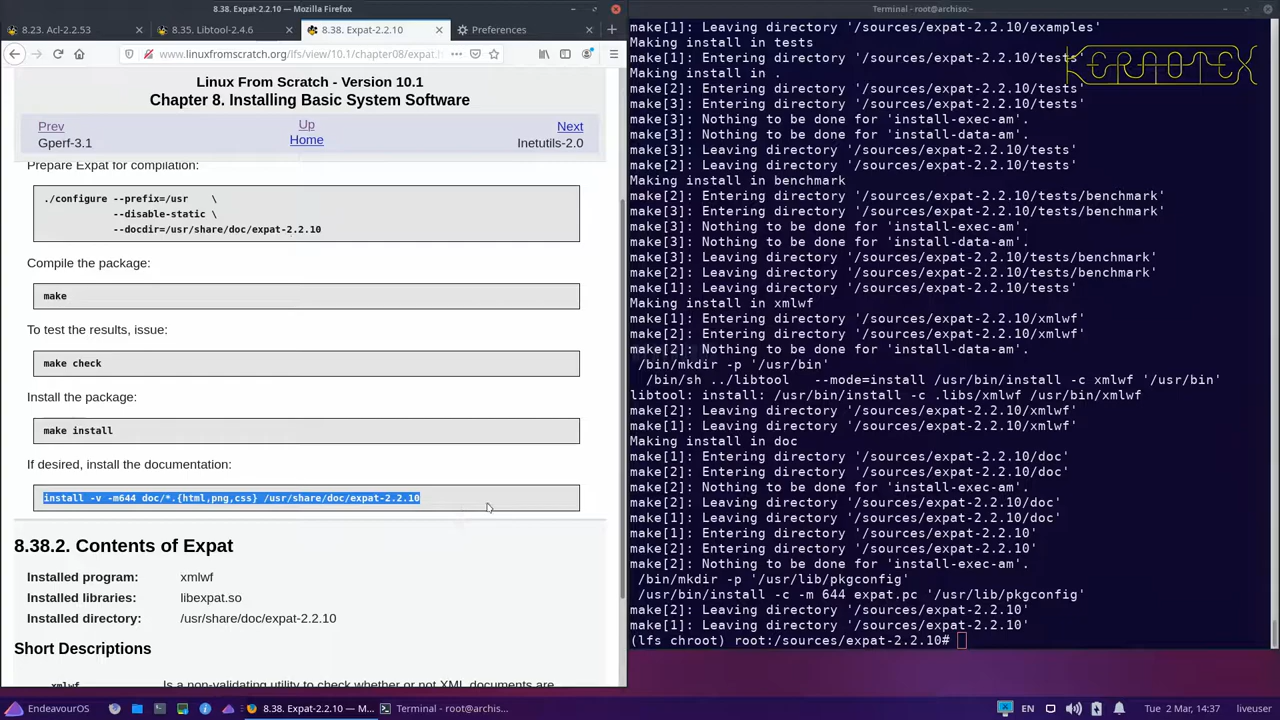 8.38. Expat-2.2.10 - Mozilla Firefox
8.23. Acl-2.2.53
8.35. Libtool-2.4.6
8.38. Expat-2.2.10
Preferences
www.linuxfromscratch.org/lfs/view/10.1/chapter08/expat.h
Linux From Scratch - Version 10.1
Chapter 8. Installing Basic System Software
Prev
Up
Next
Gperf-3.1
Home
Inetutils-2.0
Prepare Expat for compilation:
./configure --prefix=/usr    \
--disable-static \
--docdir=/usr/share/doc/expat-2.2.10
Compile the package:
make
To test the results, issue:
make check
Install the package:
make install
If desired, install the documentation:
install -v -m644 doc/*.{html,png,css} /usr/share/doc/expat-2.2.10
8.38.2. Contents of Expat
Installed program: xmlwf
Installed libraries: libexpat.so
Installed directory: /usr/share/doc/expat-2.2.10
Short Descriptions
xmlwf Is a non-validating utility to check whether or not XML documents are
Terminal - root@archiso:~
KERAOTEX
make[1]: Leaving directory '/sources/expat-2.2.10/examples'
Making install in tests
make[1]: Entering directory '/sources/expat-2.2.10/tests'
Making install in .
make[2]: Entering directory '/sources/expat-2.2.10/tests'
make[3]: Entering directory '/sources/expat-2.2.10/tests'
make[3]: Nothing to be done for 'install-exec-am'.
make[3]: Nothing to be done for 'install-data-am'.
make[3]: Leaving directory '/sources/expat-2.2.10/tests'
make[2]: Leaving directory '/sources/expat-2.2.10/tests'
Making install in benchmark
make[2]: Entering directory '/sources/expat-2.2.10/tests/benchmark'
make[3]: Entering directory '/sources/expat-2.2.10/tests/benchmark'
make[3]: Nothing to be done for 'install-exec-am'.
make[3]: Nothing to be done for 'install-data-am'.
make[3]: Leaving directory '/sources/expat-2.2.10/tests/benchmark'
make[2]: Leaving directory '/sources/expat-2.2.10/tests/benchmark'
make[1]: Leaving directory '/sources/expat-2.2.10/tests'
Making install in xmlwf
make[1]: Entering directory '/sources/expat-2.2.10/xmlwf'
make[2]: Entering directory '/sources/expat-2.2.10/xmlwf'
make[2]: Nothing to be done for 'install-data-am'.
/bin/mkdir -p '/usr/bin'
/bin/sh ../libtool   --mode=install /usr/bin/install -c xmlwf '/usr/bin'
libtool: install: /usr/bin/install -c .libs/xmlwf /usr/bin/xmlwf
make[2]: Leaving directory '/sources/expat-2.2.10/xmlwf'
make[1]: Leaving directory '/sources/expat-2.2.10/xmlwf'
Making install in doc
make[1]: Entering directory '/sources/expat-2.2.10/doc'
make[2]: Entering directory '/sources/expat-2.2.10/doc'
make[2]: Nothing to be done for 'install-exec-am'.
make[2]: Leaving directory '/sources/expat-2.2.10/doc'
make[1]: Leaving directory '/sources/expat-2.2.10/doc'
make[1]: Entering directory '/sources/expat-2.2.10'
make[2]: Entering directory '/sources/expat-2.2.10'
make[2]: Nothing to be done for 'install-exec-am'.
/bin/mkdir -p '/usr/lib/pkgconfig'
/usr/bin/install -c -m 644 expat.pc '/usr/lib/pkgconfig'
make[2]: Leaving directory '/sources/expat-2.2.10'
make[1]: Leaving directory '/sources/expat-2.2.10'
(lfs chroot) root:/sources/expat-2.2.10#
EndeavourOS
8.38. Expat-2.2.10 — M...
Terminal - root@archis...
EN
Tue 2 Mar, 14:37
liveuser